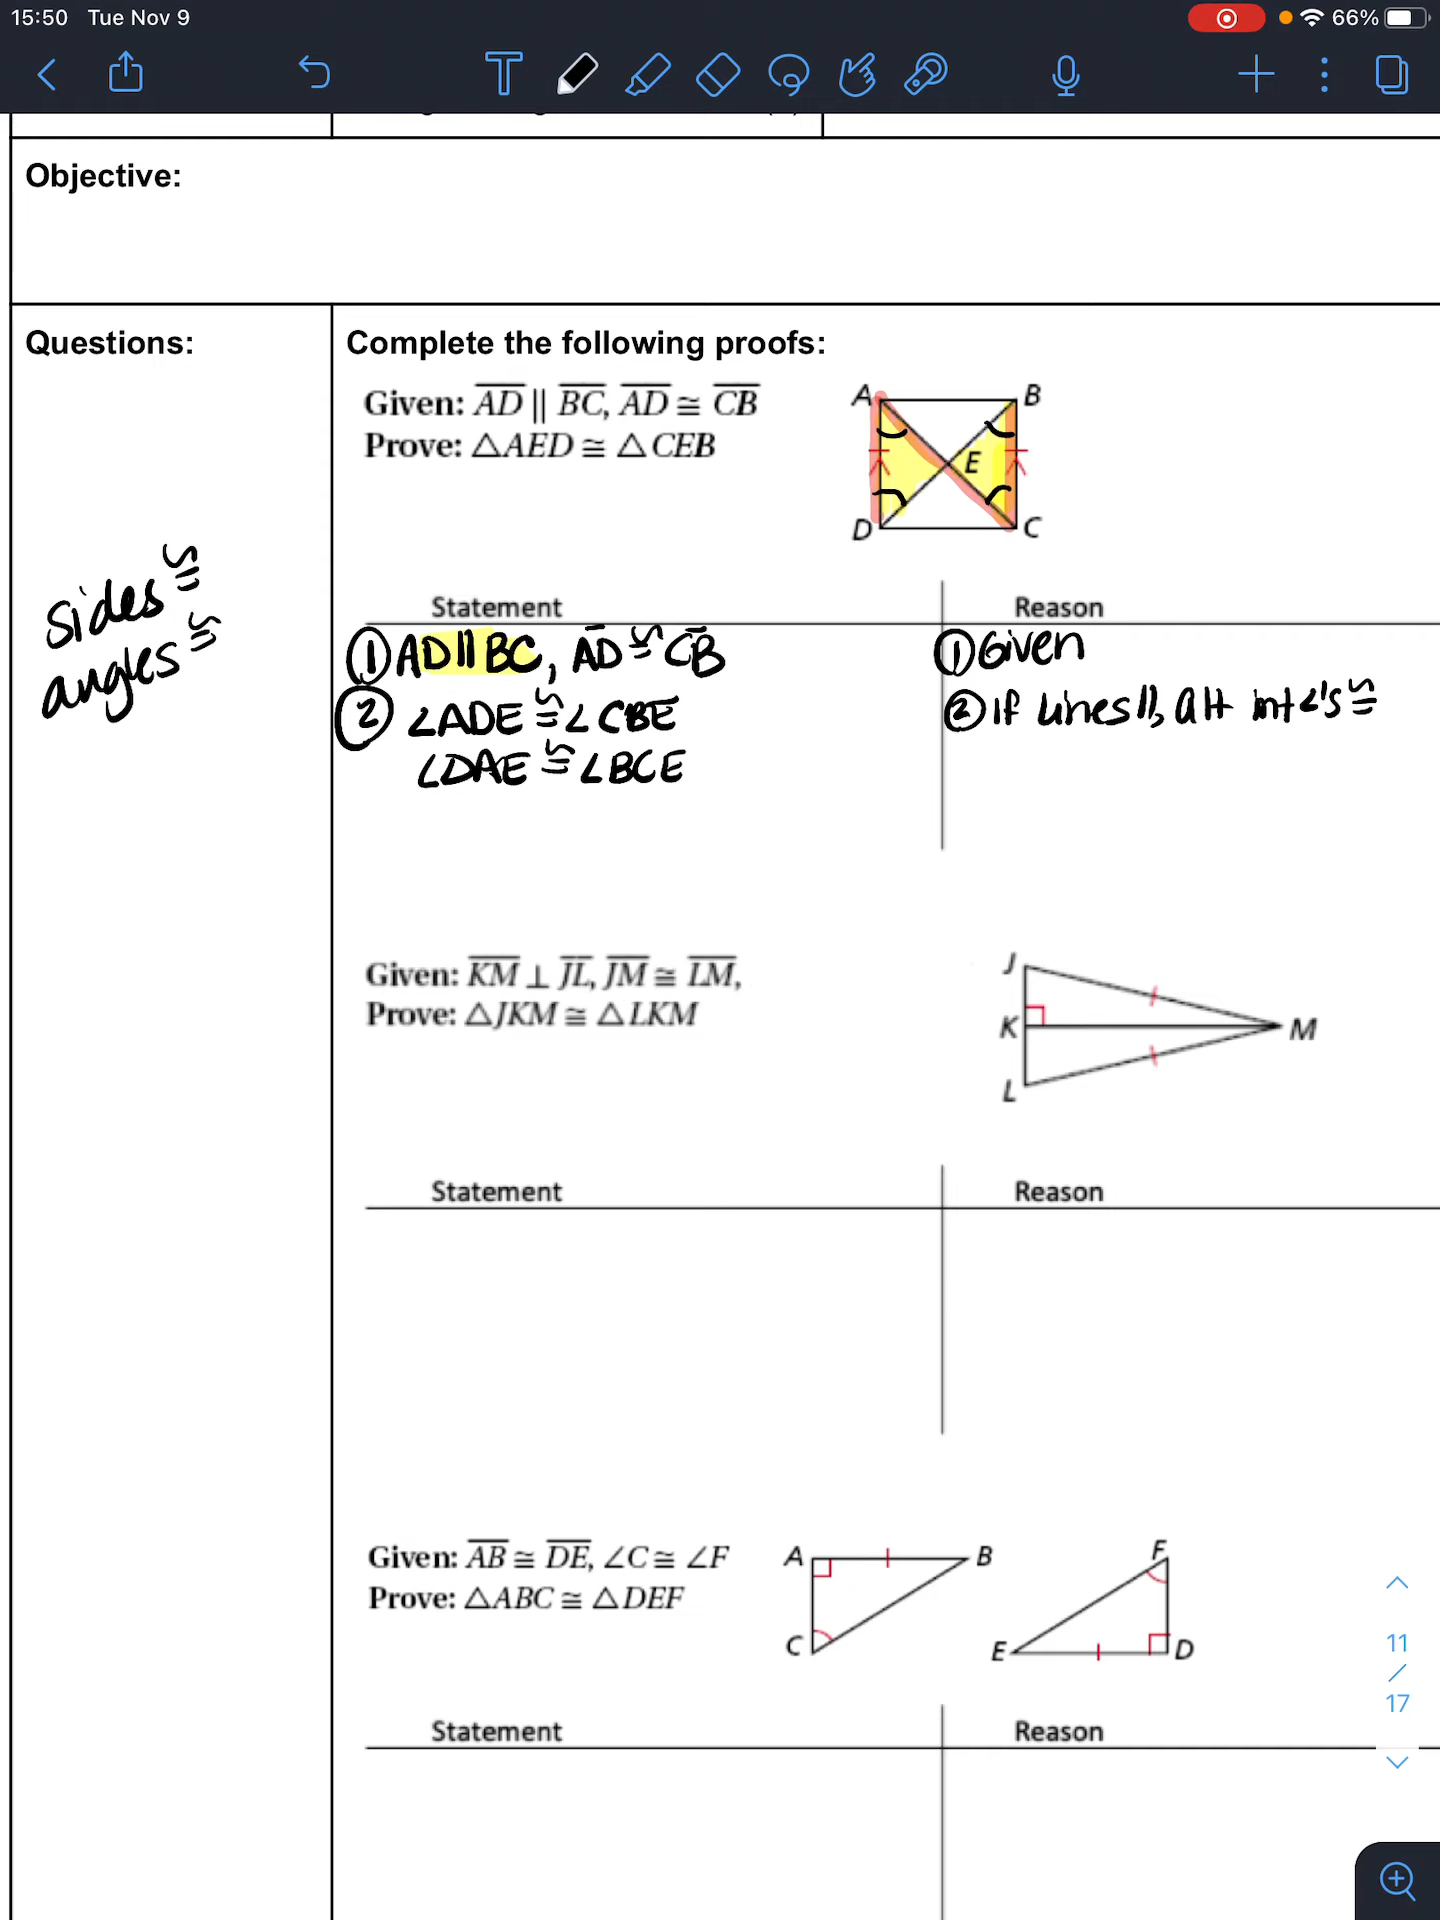 15:50 Tue Nov 9 66%
T
Objective:
Questions:
Complete the following proofs:
Given: AD || BC, AD ≅ CB
Prove: △AED ≅ △CEB
A B
E
D C
sides ≅
angles ≅
Statement Reason
① AD || BC, AD ≅ CB ① Given
② ∠ADE ≅ ∠CBE ② If lines ||, alt int ∠'s ≅
∠DAE ≅ ∠BCE
Given: KM ⊥ JL, JM ≅ LM,
Prove: △JKM ≅ △LKM
J
K M
L
Statement Reason
Given: AB ≅ DE, ∠C ≅ ∠F
Prove: △ABC ≅ △DEF
A B F
C E D
11
/
17
Statement Reason